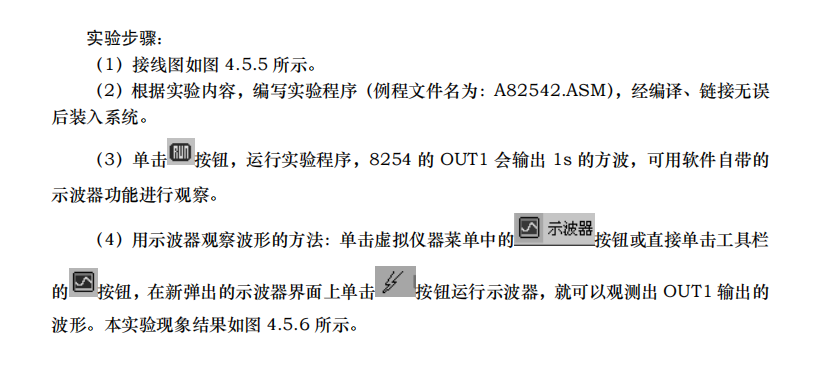 实验步骤：
（1）接线图如图 4.5.5 所示。
（2）根据实验内容，编写实验程序（例程文件名为：A82542.ASM），经编译、链接无误
后装入系统。
（3）单击RUN按钮，运行实验程序，8254 的 OUT1 会输出 1s 的方波，可用软件自带的
示波器功能进行观察。
（4）用示波器观察波形的方法：单击虚拟仪器菜单中的 示波器按钮或直接单击工具栏
的按钮，在新弹出的示波器界面上单击按钮运行示波器，就可以观测出 OUT1 输出的
波形。本实验现象结果如图 4.5.6 所示。